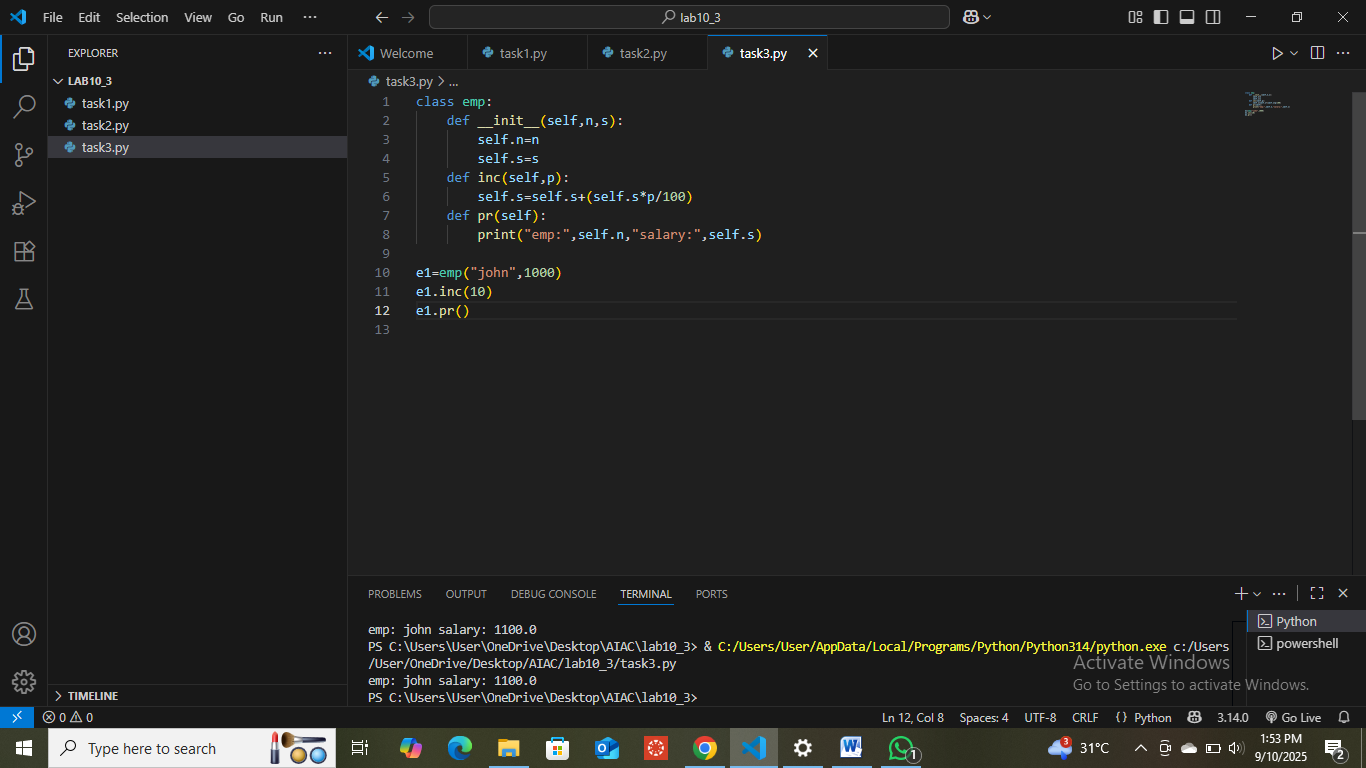 File Edit Selection View Go Run ··· lab10_3
EXPLORER ···
LAB10_3
task1.py
task2.py
task3.py
TIMELINE
Welcome task1.py task2.py task3.py
task3.py > ...
1 class emp:
2 def __init__(self,n,s):
3 self.n=n
4 self.s=s
5 def inc(self,p):
6 self.s=self.s+(self.s*p/100)
7 def pr(self):
8 print("emp:",self.n,"salary:",self.s)
9
10 e1=emp("john",1000)
11 e1.inc(10)
12 e1.pr()
13
PROBLEMS OUTPUT DEBUG CONSOLE TERMINAL PORTS
emp: john salary: 1100.0
PS C:\Users\User\OneDrive\Desktop\AIAC\lab10_3> & C:/Users/User/AppData/Local/Programs/Python/Python314/python.exe c:/Users
/User/OneDrive/Desktop/AIAC/lab10_3/task3.py
emp: john salary: 1100.0
PS C:\Users\User\OneDrive\Desktop\AIAC\lab10_3>
Python
powershell
Activate Windows
Go to Settings to activate Windows.
0 0 Ln 12, Col 8 Spaces: 4 UTF-8 CRLF {} Python 3.14.0 Go Live
Type here to search 1 3 31°C 1:53 PM 2
9/10/2025